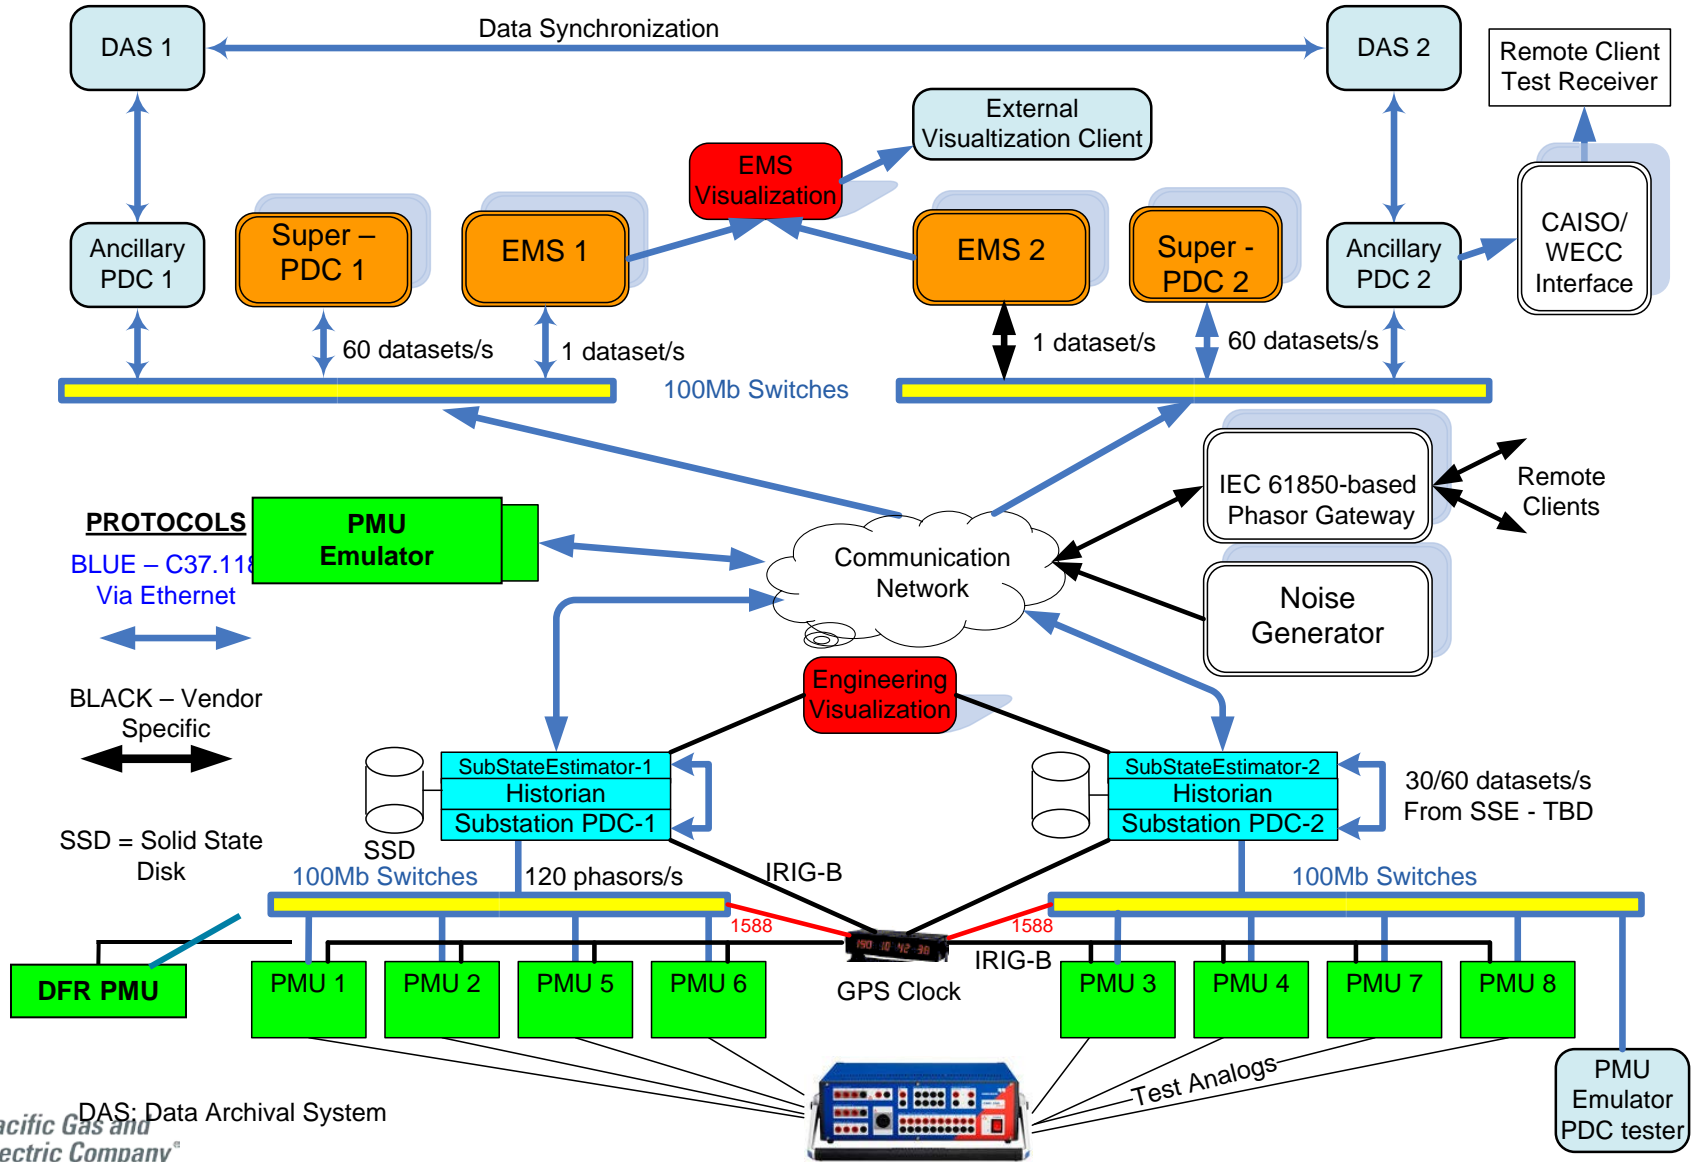 DAS 1
Data Synchronization
DAS 2
Remote Client
Test Receiver
External
Visualtization Client
EMS
Visualization
Ancillary
PDC 1
Super –
PDC 1
EMS 1
EMS 2
Super -
PDC 2
Ancillary
PDC 2
CAISO/
WECC
Interface
60 datasets/s
1 dataset/s
1 dataset/s
60 datasets/s
100Mb Switches
IEC 61850-based
Phasor Gateway
Remote
Clients
PROTOCOLS
BLUE – C37.118
Via Ethernet
PMU
Emulator
Communication
Network
Noise
Generator
BLACK – Vendor
Specific
Engineering
Visualization
SubStateEstimator-1
Historian
Substation PDC-1
SSD
SubStateEstimator-2
Historian
Substation PDC-2
30/60 datasets/s
From SSE - TBD
SSD = Solid State
Disk
100Mb Switches
120 phasors/s
IRIG-B
100Mb Switches
1588
1588
IRIG-B
GPS Clock
DFR PMU
PMU 1
PMU 2
PMU 5
PMU 6
PMU 3
PMU 4
PMU 7
PMU 8
Test Analogs
PMU
Emulator
PDC tester
DAS: Data Archival System
acific Gas and
ectric Company®